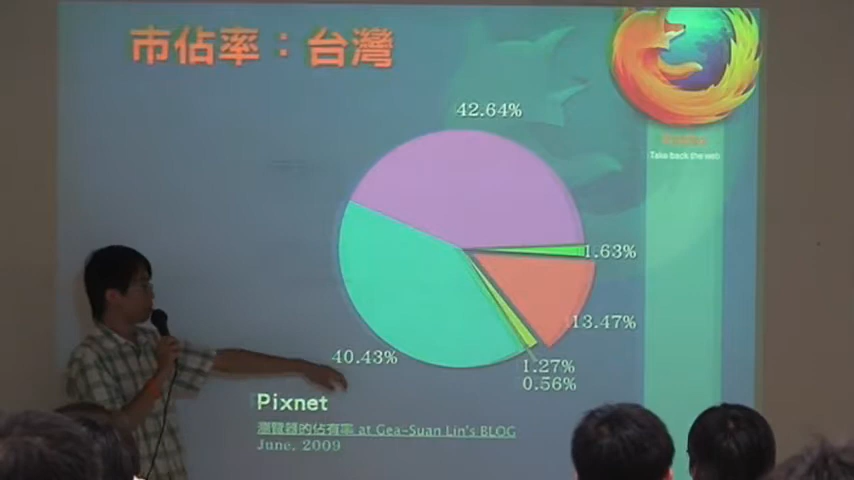 市佔率：台灣
42.64%
Take back the web
1.63%
13.47%
40.43%
1.27%
0.56%
Pixnet
瀏覽器的佔有率 at Gea-Suan Lin's BLOG
June, 2009